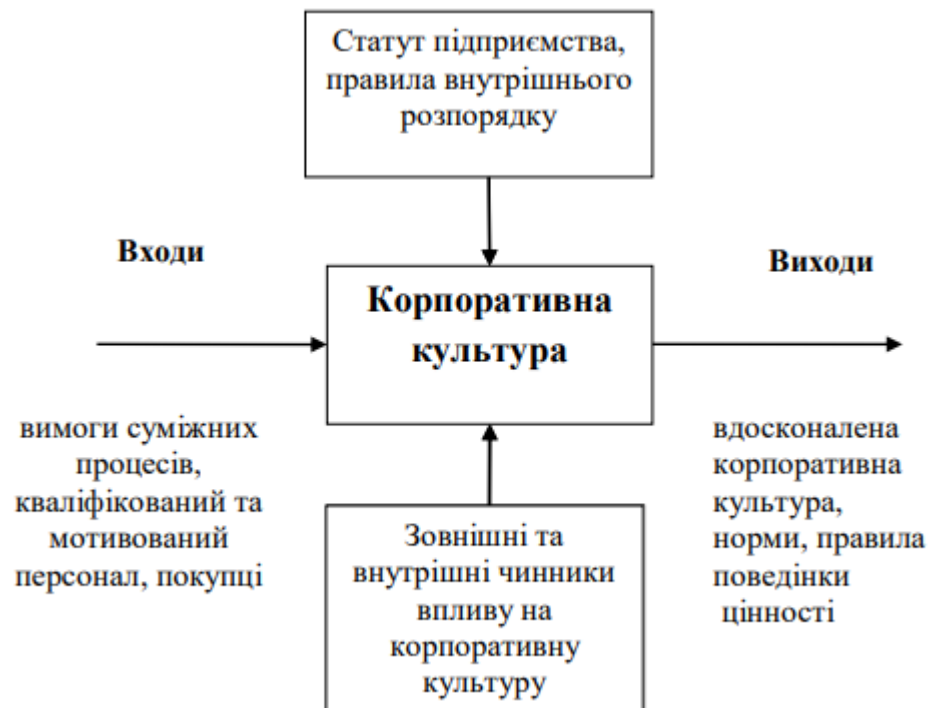 Статут підприємства,
правила внутрішнього
розпорядку
Входи
Виходи
Корпоративна
культура
вимоги суміжних
процесів,
кваліфікований та
мотивований
персонал, покупці
вдосконалена
корпоративна
культура,
норми, правила
поведінки
цінності
Зовнішні та
внутрішні чинники
впливу на
корпоративну
культуру